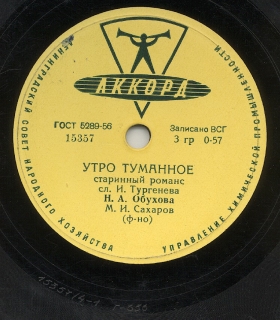 ЛЕНИНГРАДСКИЙ СОВЕТ НАРОДНОГО ХОЗЯЙСТВА
УПРАВЛЕНИЕ ХИМИЧЕСКОЙ ПРОМЫШЛЕННОСТИ
АККОРД
ГОСТ 5289-56
Записано ВСГ
15357
3 гр 0-57
УТРО ТУМАННОЕ
старинный романс
сл. И. Тургенева
Н. А. Обухова
М. И. Сахаров
(ф-но)